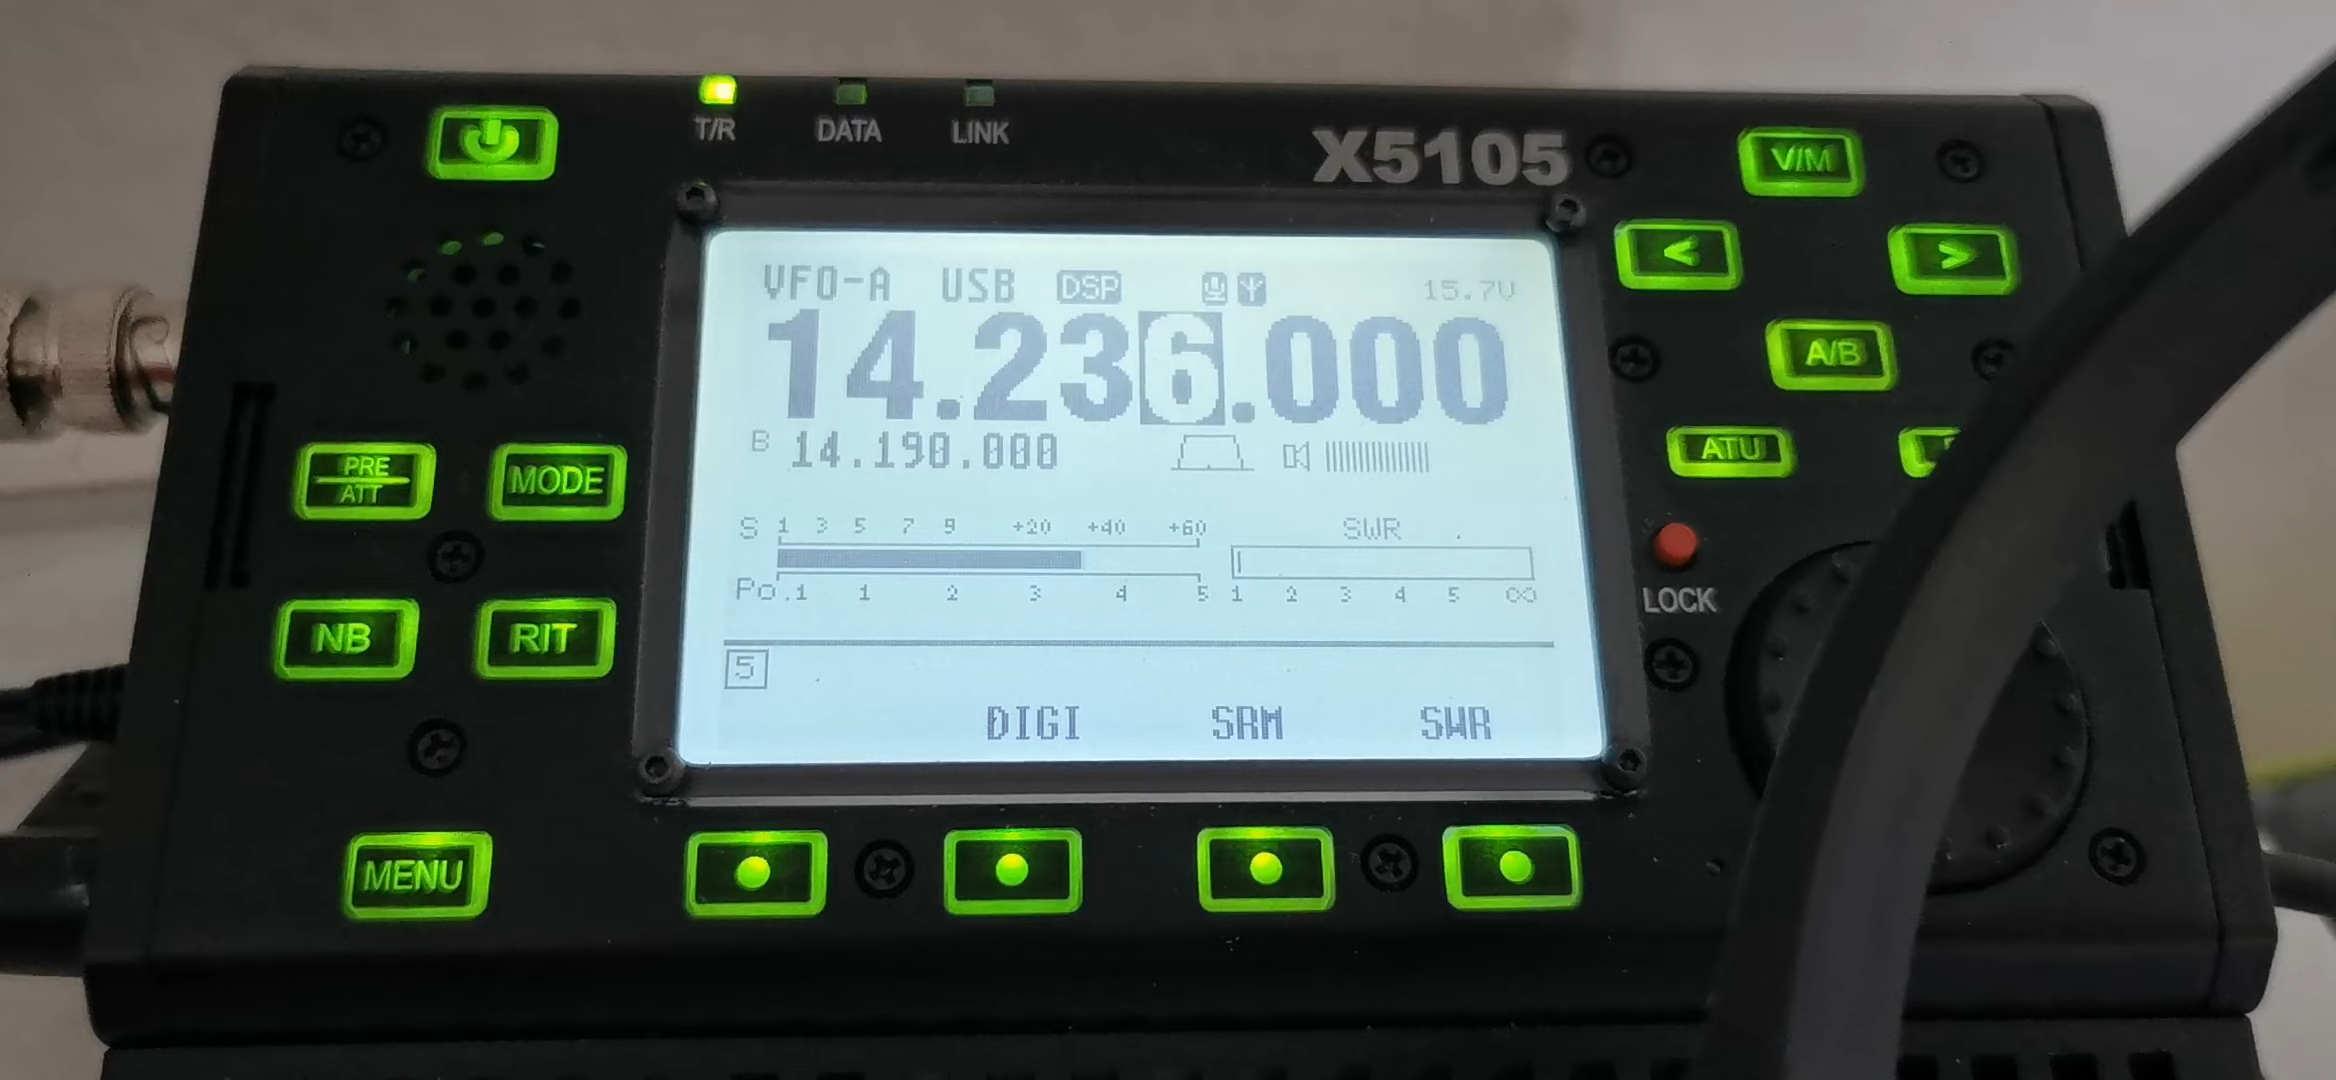 T/R DATA LINK
X5105
V/M
< >
VFO-A USB DSP 15.7V
14.236.000
A/B
B 14.190.000
ATU
PRE
ATT
MODE
S 1 3 5 7 9 +20 +40 +60 SWR
Po .1 1 2 3 4 5 1 2 3 4 5 ∞
LOCK
NB RIT
5
DIGI SRM SWR
MENU